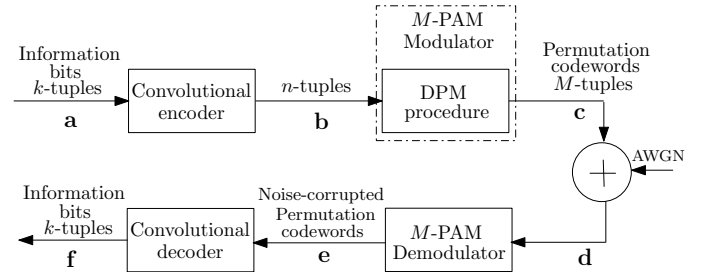 M-PAM
Modulator
Information
bits
k-tuples
a
Convolutional
encoder
n-tuples
b
DPM
procedure
Permutation
codewords
M-tuples
c
AWGN
Information
bits
k-tuples
f
Convolutional
decoder
Noise-corrupted
Permutation
codewords
e
M-PAM
Demodulator
d